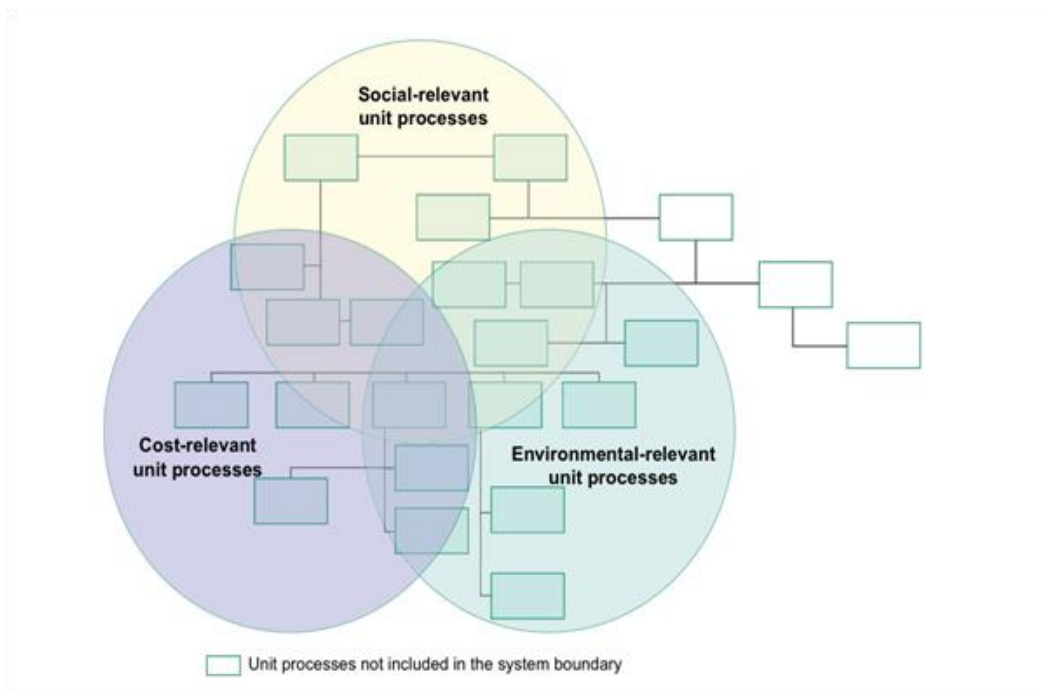 Social-relevant
unit processes
Cost-relevant
unit processes
Environmental-relevant
unit processes
Unit processes not included in the system boundary